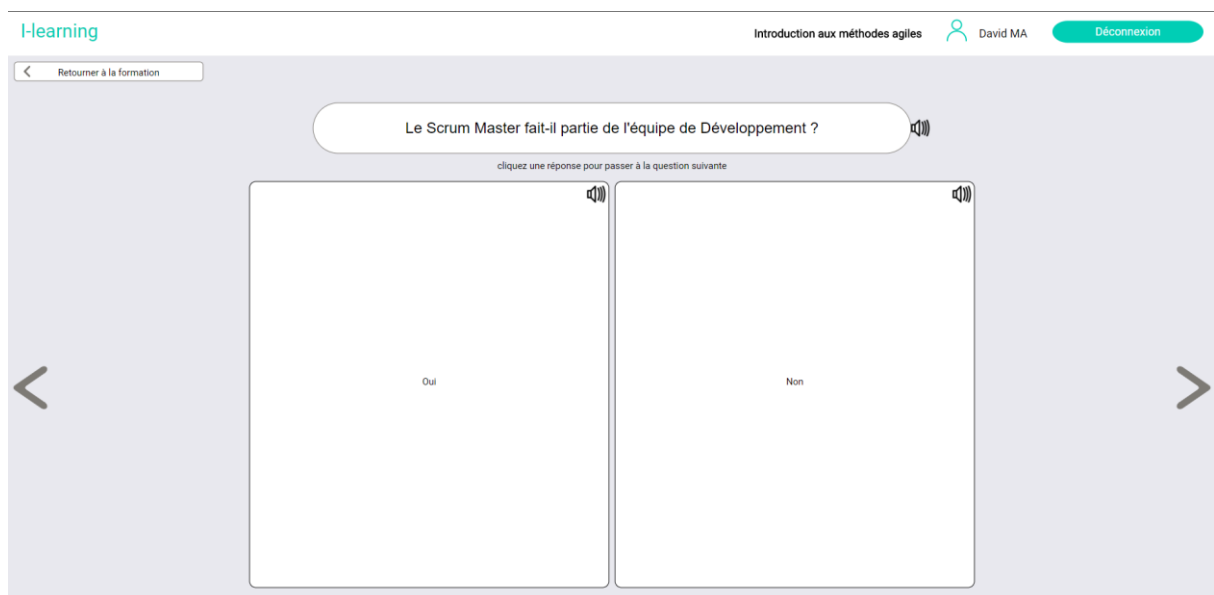 I-learning
Introduction aux méthodes agiles
David MA
Déconnexion
Retourner à la formation
Le Scrum Master fait-il partie de l'équipe de Développement ?
cliquez une réponse pour passer à la question suivante
Oui
Non